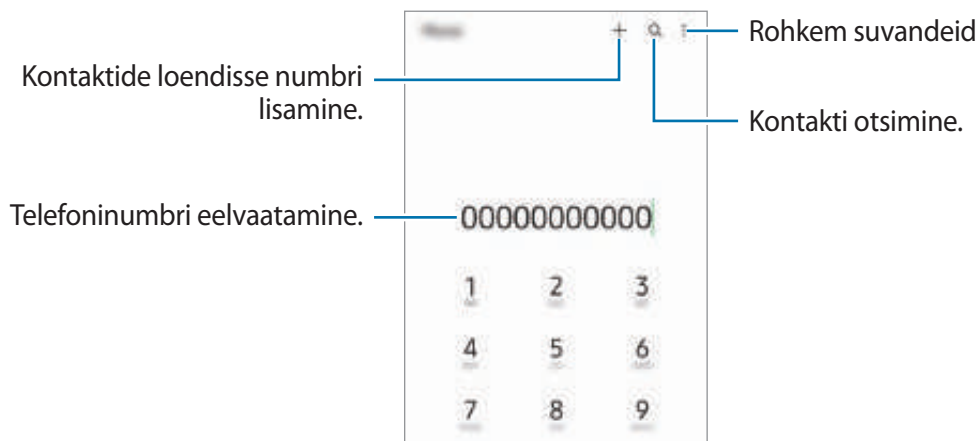 Rohkem suvandeid
Kontaktide loendisse numbri
lisamine.
Kontakti otsimine.
Telefoninumbri eelvaatamine.
00000000000
1 2 3
4 5 6
7 8 9